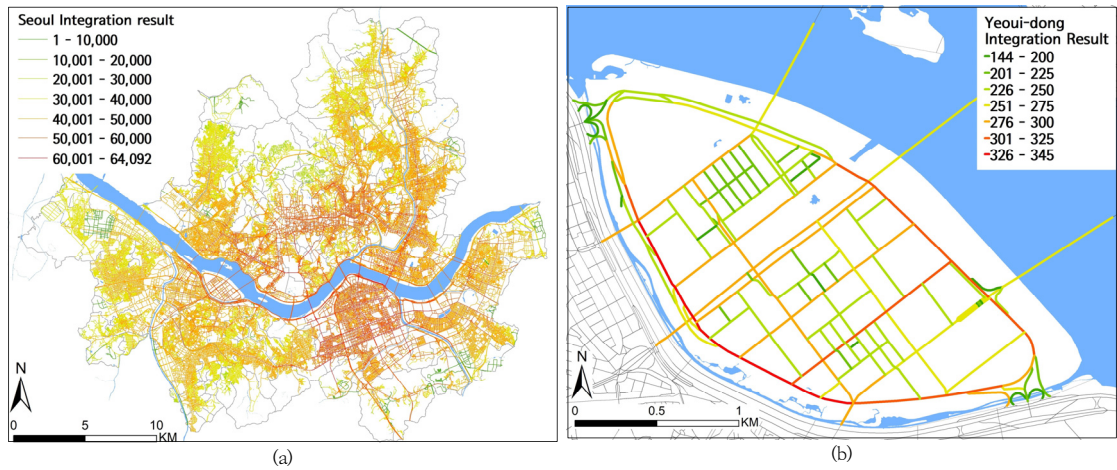 Seoul Integration result
1 - 10,000
10,001 - 20,000
20,001 - 30,000
30,001 - 40,000
40,001 - 50,000
50,001 - 60,000
60,001 - 64,092
N
0 5 10
KM
(a)
Yeoui-dong
Integration Result
144 - 200
201 - 225
226 - 250
251 - 275
276 - 300
301 - 325
326 - 345
N
0 0.5 1
KM
(b)